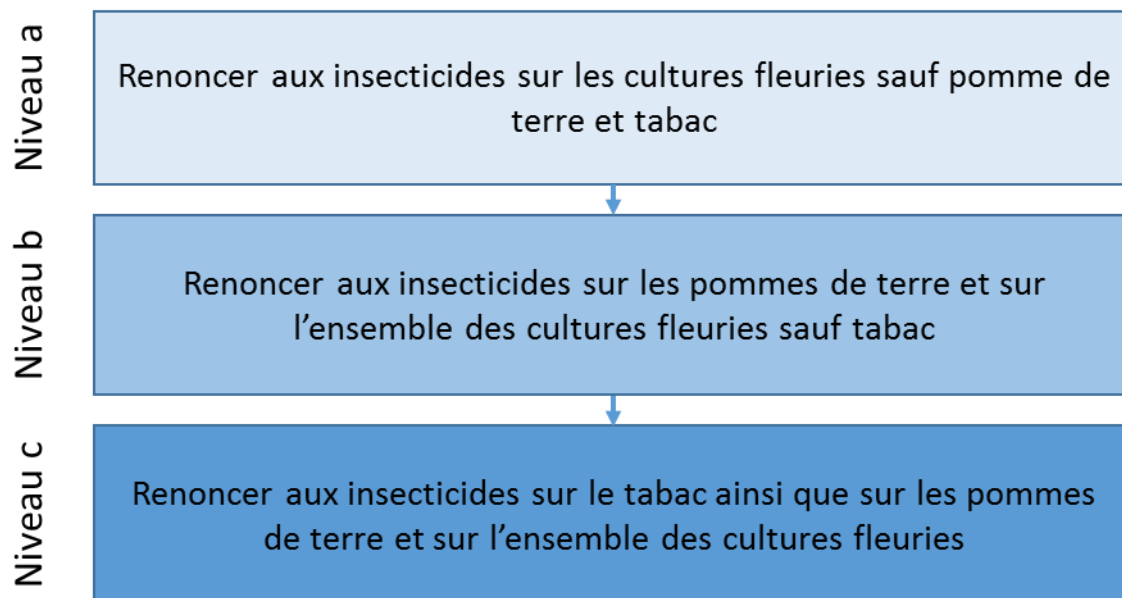 Niveau a
Renoncer aux insecticides sur les cultures fleuries sauf pomme de
terre et tabac
Niveau b
Renoncer aux insecticides sur les pommes de terre et sur
l’ensemble des cultures fleuries sauf tabac
Niveau c
Renoncer aux insecticides sur le tabac ainsi que sur les pommes
de terre et sur l’ensemble des cultures fleuries